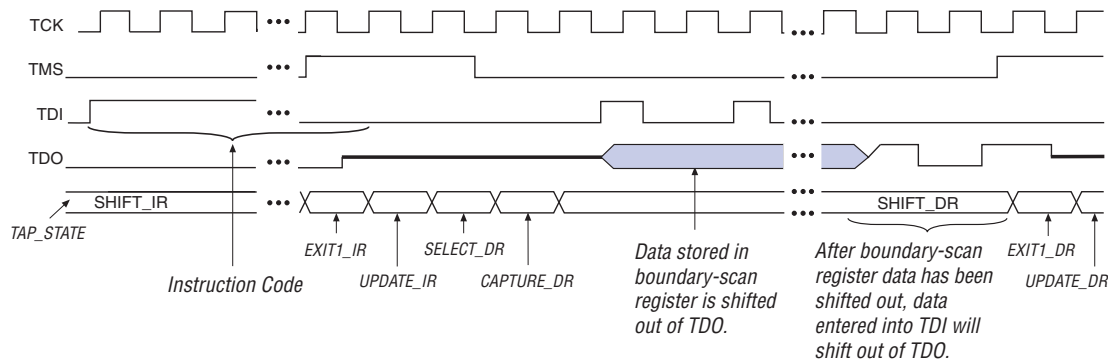 TCK
TMS
TDI
TDO
SHIFT_IR
SHIFT_DR
TAP_STATE
EXIT1_IR
SELECT_DR
EXIT1_DR
Instruction Code
UPDATE_IR
CAPTURE_DR
UPDATE_DR
Data stored in
boundary-scan
register is shifted
out of TDO.
After boundary-scan
register data has been
shifted out, data
entered into TDI will
shift out of TDO.